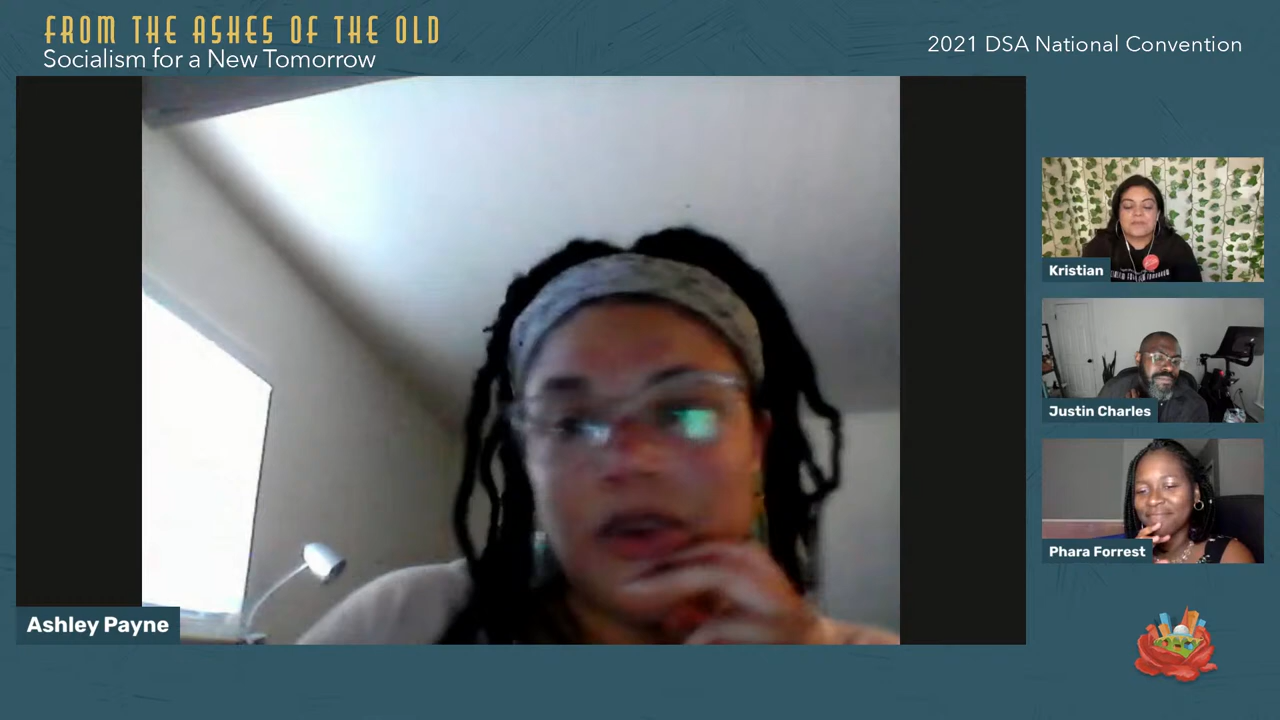 FROM THE ASHES OF THE OLD
Socialism for a New Tomorrow
2021 DSA National Convention
Kristian
Justin Charles
Phara Forrest
Ashley Payne